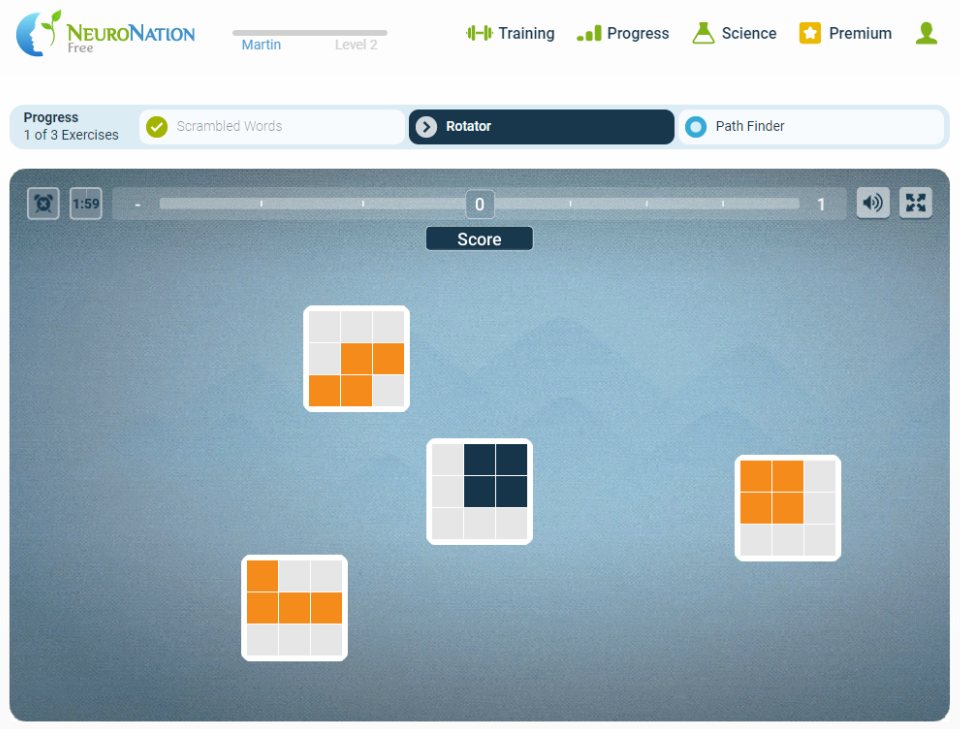 NEURONATION
Free
Martin
Level 2
Training
Progress
Science
Premium
Progress
1 of 3 Exercises
Scrambled Words
Rotator
Path Finder
1:59
-
0
1
Score